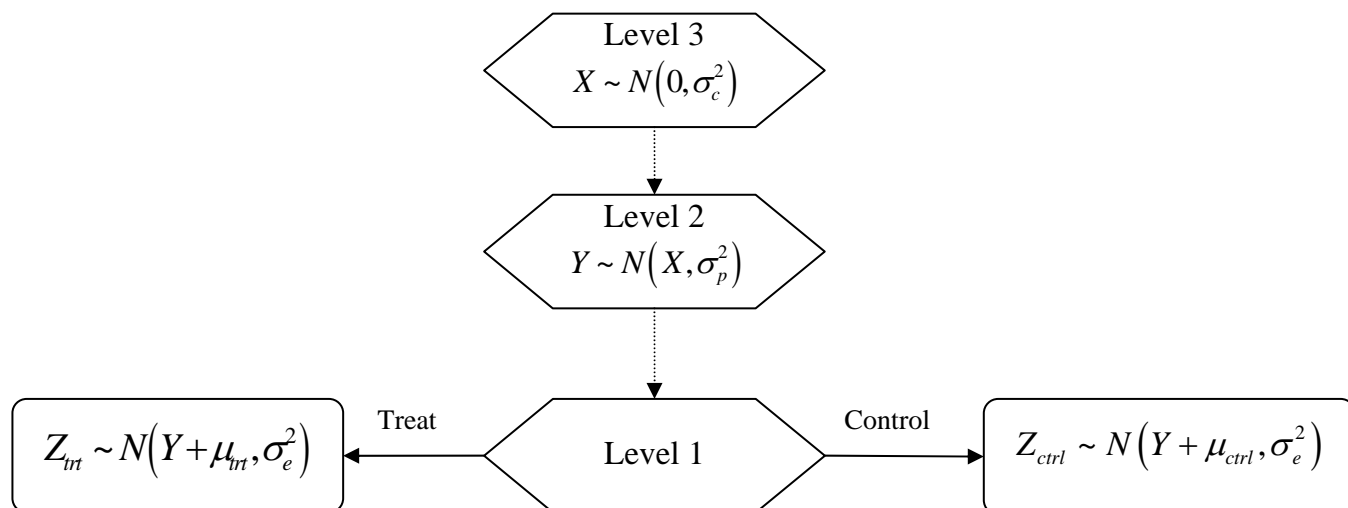 Level 3
X ~ N(0, σ_c^2)
Level 2
Y ~ N(X, σ_p^2)
Treat
Control
Z_trt ~ N(Y + μ_trt, σ_e^2)
Level 1
Z_ctrl ~ N(Y + μ_ctrl, σ_e^2)